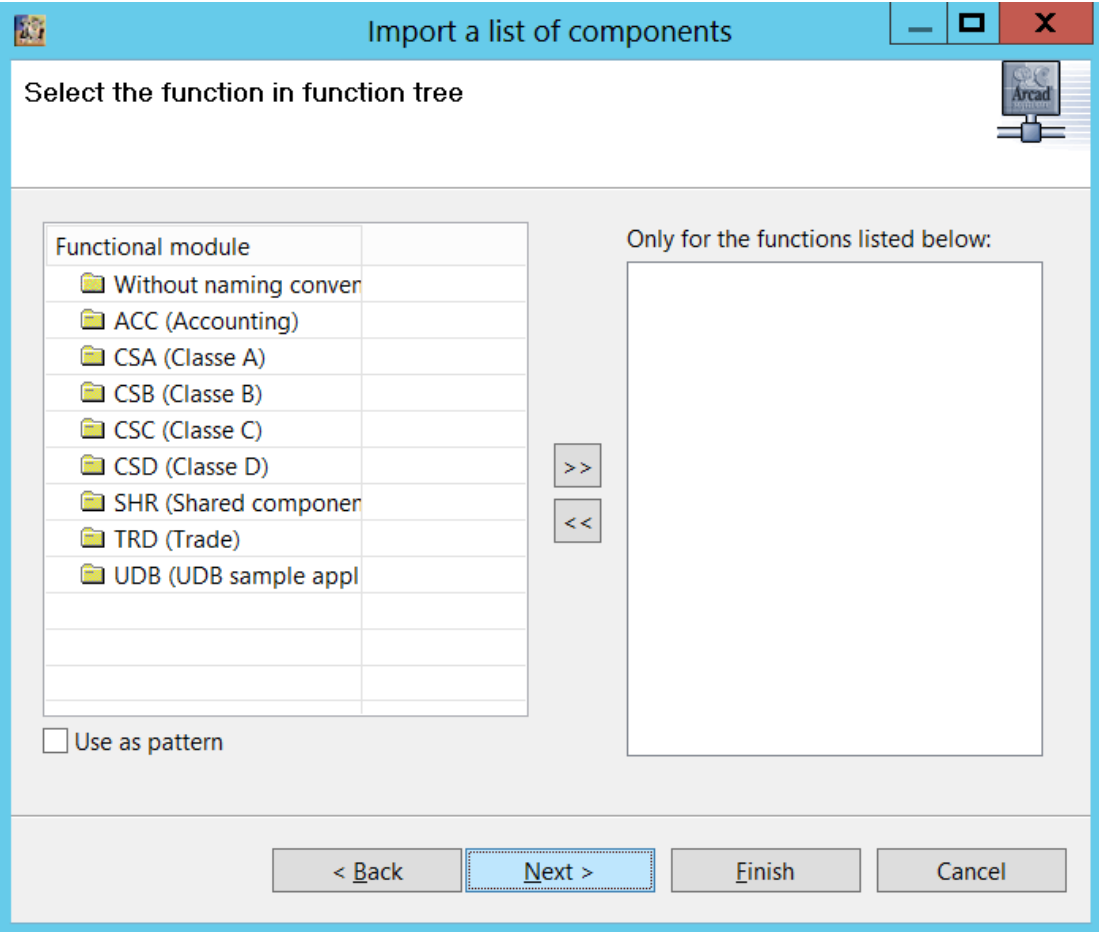 Import a list of components
X
Select the function in function tree
Arcad
Functional module
Without naming conven
ACC (Accounting)
CSA (Classe A)
CSB (Classe B)
CSC (Classe C)
CSD (Classe D)
SHR (Shared componen
TRD (Trade)
UDB (UDB sample appl
Use as pattern
>>
<<
Only for the functions listed below:
< Back
Next >
Finish
Cancel